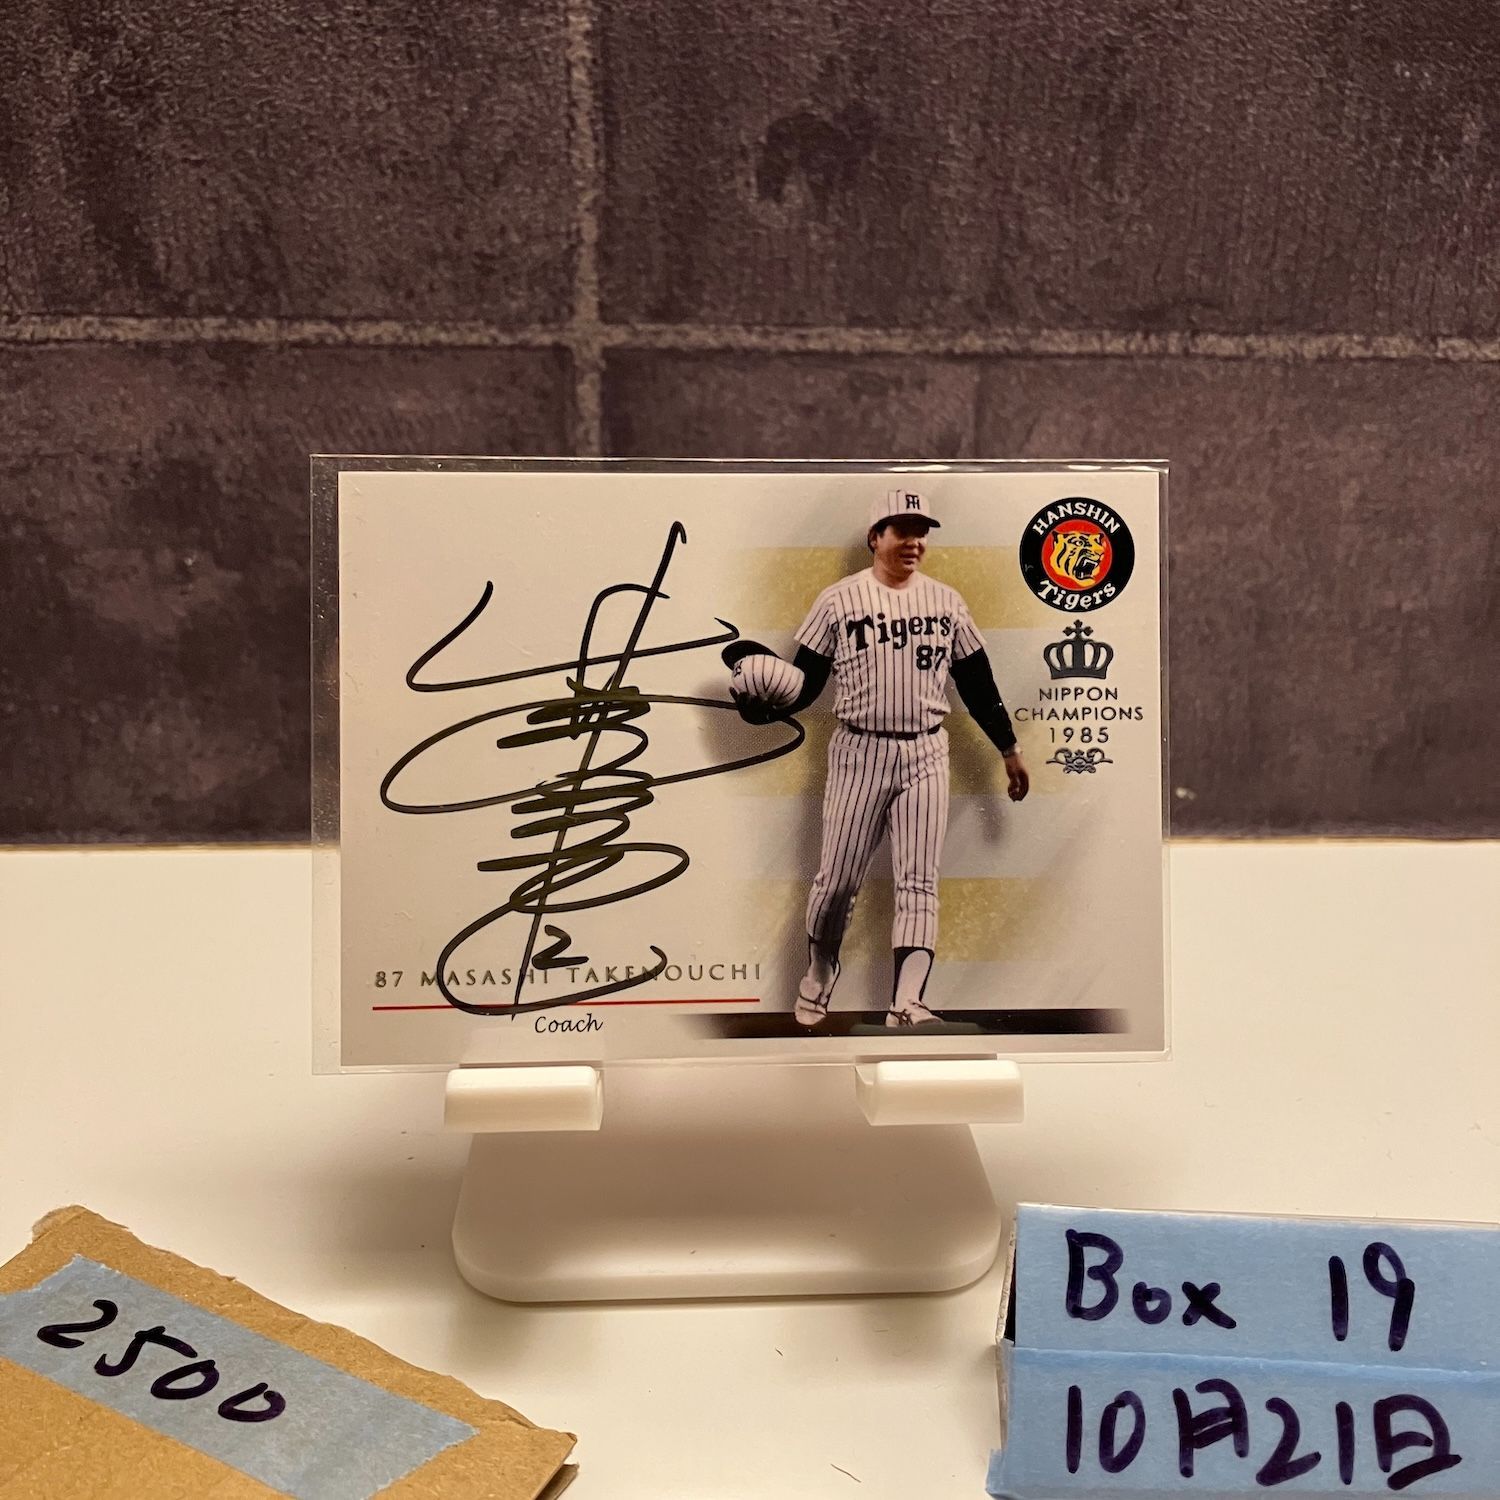 HANSHIN
Tigers
NIPPON
CHAMPIONS
1985
Tigers
87
87 MASASHI TAKENOUCHI
Coach
2500
Box 19
10月21日